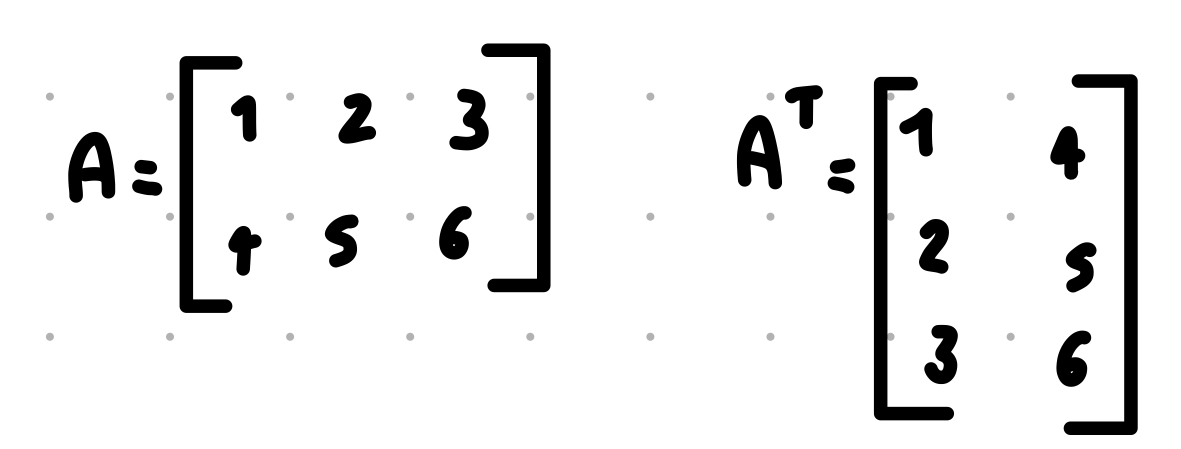 A = [1 2 3
4 5 6]
A^T = [1 4
2 5
3 6]